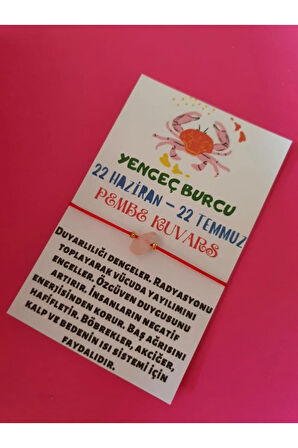 YENGEÇ BURCU
22 HAZİRAN – 22 TEMMUZ
PEMBE KUVARS
DUYARLILIĞI DENGELER. RADYASYONU
TOPLAYARAK VÜCUDA YAYILIMINI
ENGELLER. ÖZGÜVEN DUYGUSUNU
ARTIRIR. İNSANLARIN NEGATİF
ENERJİSİNDEN KORUR. BAŞ AĞRISINI
HAFİFLETİR. BÖBREKLER, AKCİĞER,
KALP VE BEDENİN ISI SİSTEMİ İÇİN
FAYDALIDIR.